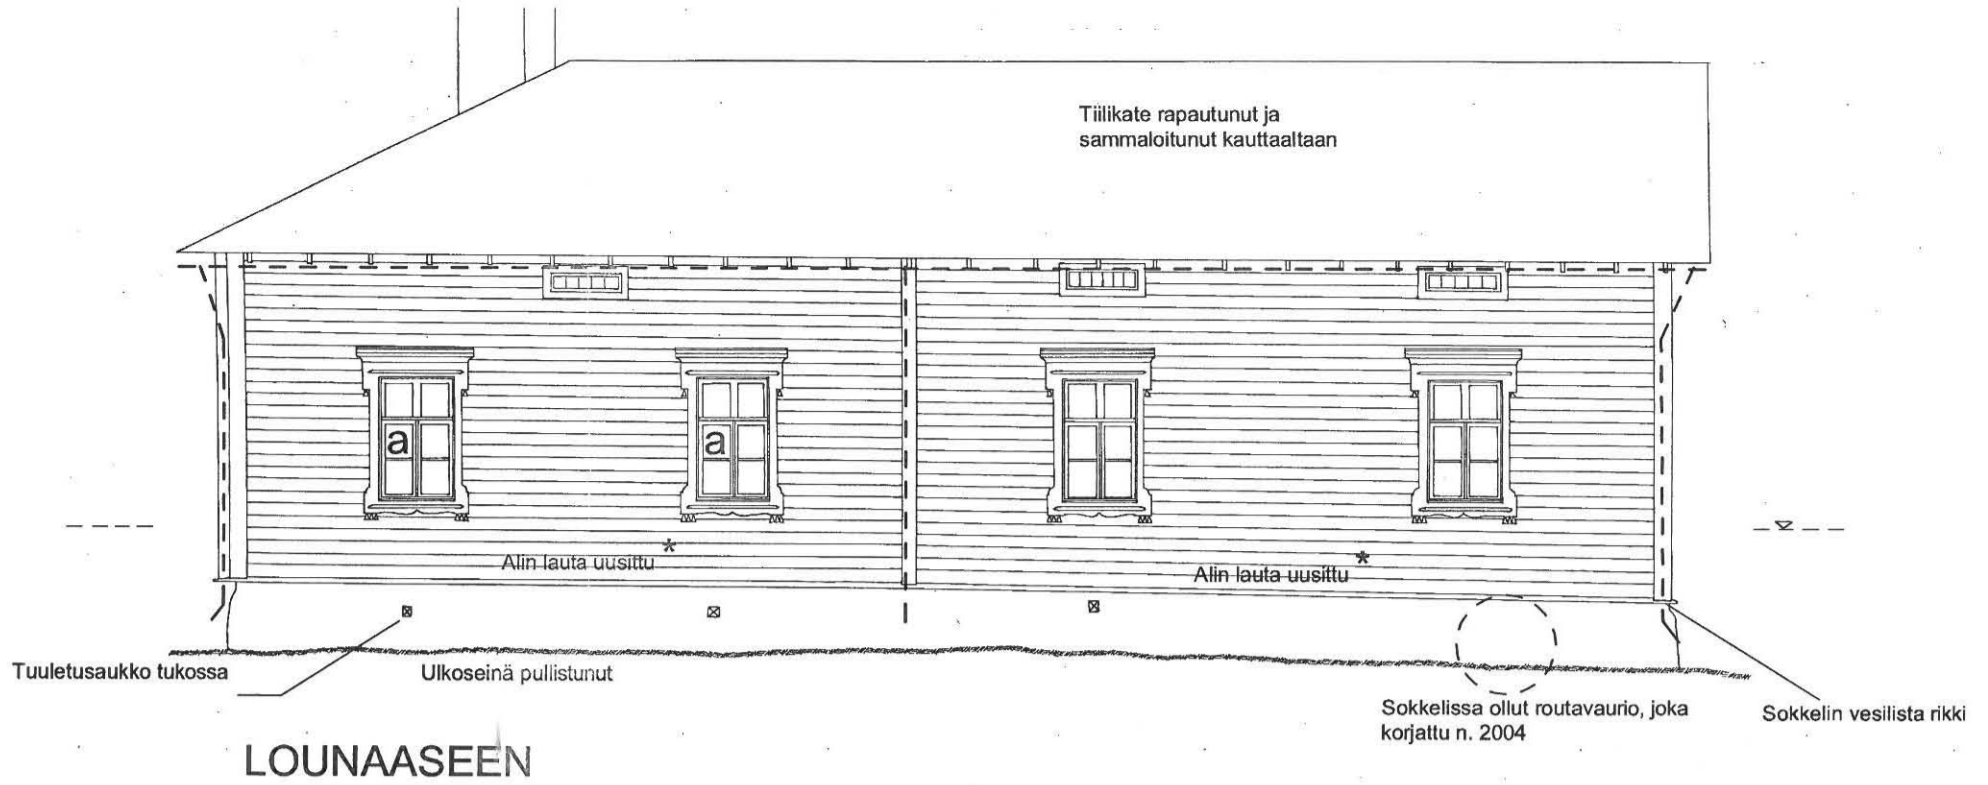 Tiilikate rapautunut ja
sammaloitunut kauttaaltaan
a
a
Alin lauta uusittu *
Alin lauta uusittu *
Tuuletusaukko tukossa
Ulkoseinä pullistunut
Sokkelissa ollut routavaurio, joka
korjattu n. 2004
Sokkelin vesilista rikki
LOUNAASEEN